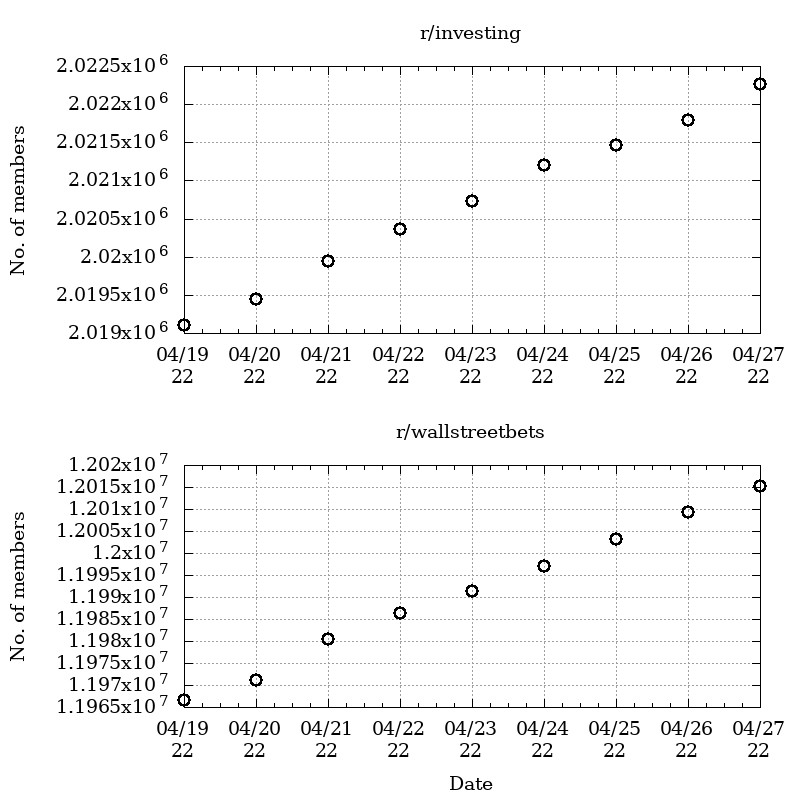 r/investing
No. of members
2.0225x10^6
2.022x10^6
2.0215x10^6
2.021x10^6
2.0205x10^6
2.02x10^6
2.0195x10^6
2.019x10^6
04/19 04/20 04/21 04/22 04/23 04/24 04/25 04/26 04/27
22 22 22 22 22 22 22 22 22
r/wallstreetbets
No. of members
1.202x10^7
1.2015x10^7
1.201x10^7
1.2005x10^7
1.2x10^7
1.1995x10^7
1.199x10^7
1.1985x10^7
1.198x10^7
1.1975x10^7
1.197x10^7
1.1965x10^7
04/19 04/20 04/21 04/22 04/23 04/24 04/25 04/26 04/27
22 22 22 22 22 22 22 22 22
Date